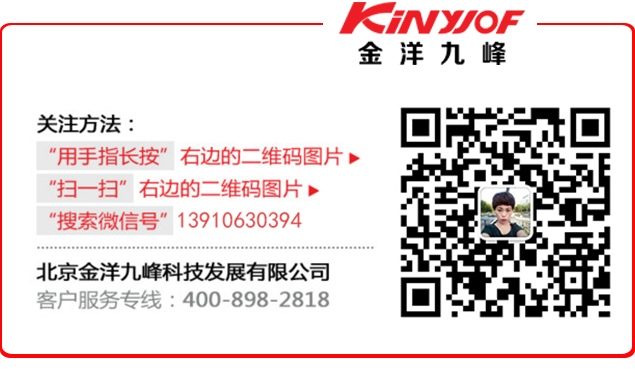 KINYJOF
金洋九峰
关注方法：
“用手指长按” 右边的二维码图片
“扫一扫” 右边的二维码图片
“搜索微信号” 13910630394
北京金洋九峰科技发展有限公司
客户服务专线：400-898-2818